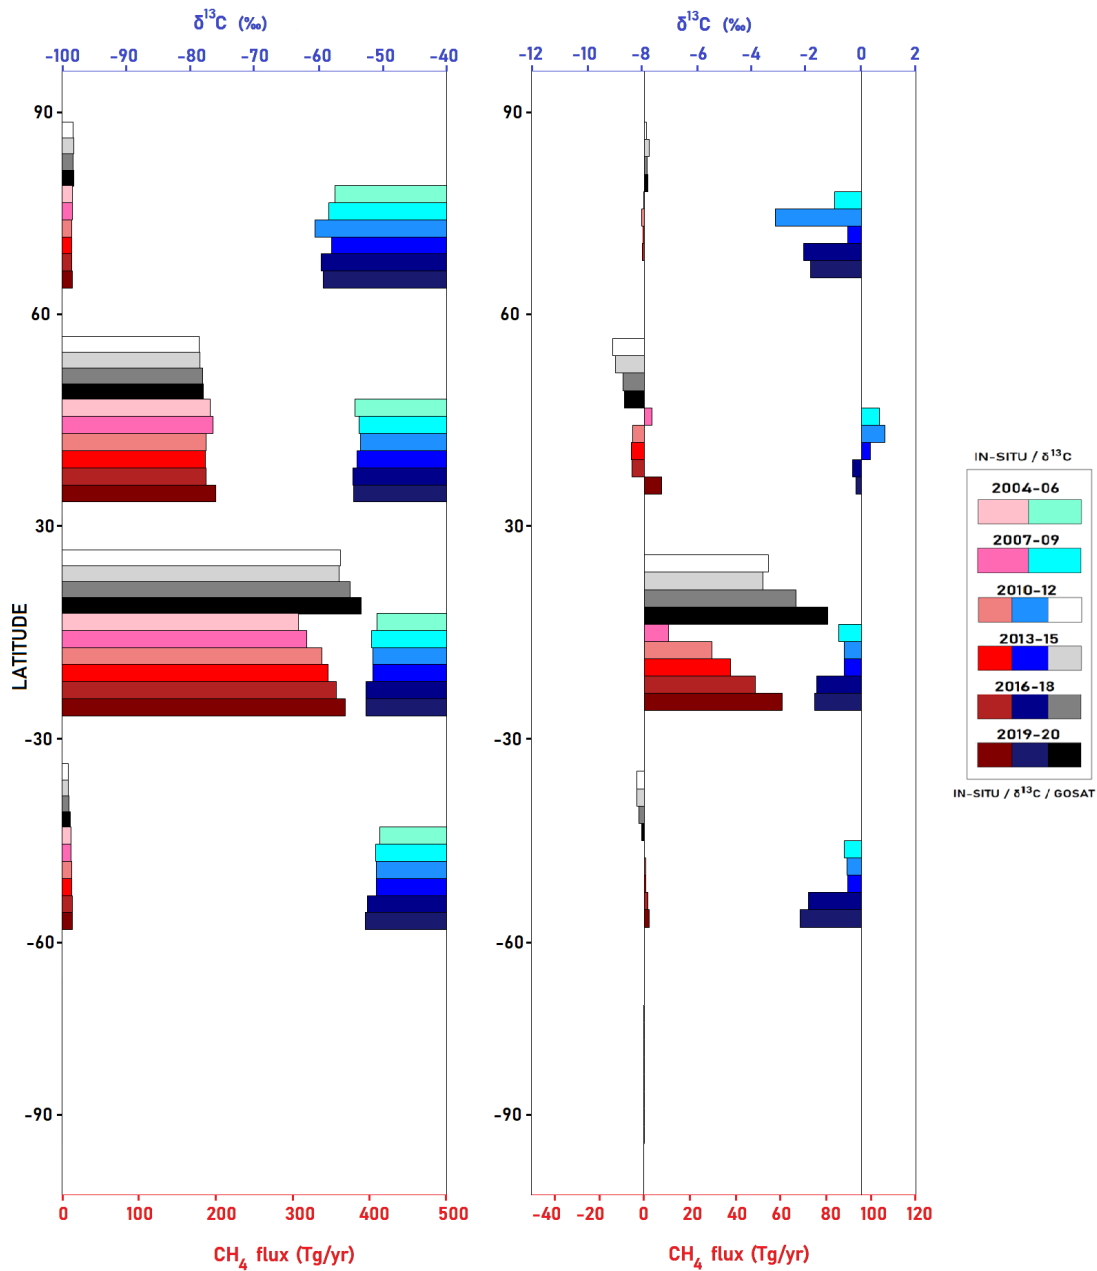 δ13C (‰)
-100 -90 -80 -70 -60 -50 -40
δ13C (‰)
-12 -10 -8 -6 -4 -2 0 2
90
60
30
-30
-60
-90
LATITUDE
90
60
30
-30
-60
-90
0 100 200 300 400 500
CH4 flux (Tg/yr)
-40 -20 0 20 40 60 80 100 120
CH4 flux (Tg/yr)
IN-SITU / δ13C
2004-06
2007-09
2010-12
2013-15
2016-18
2019-20
IN-SITU / δ13C / GOSAT